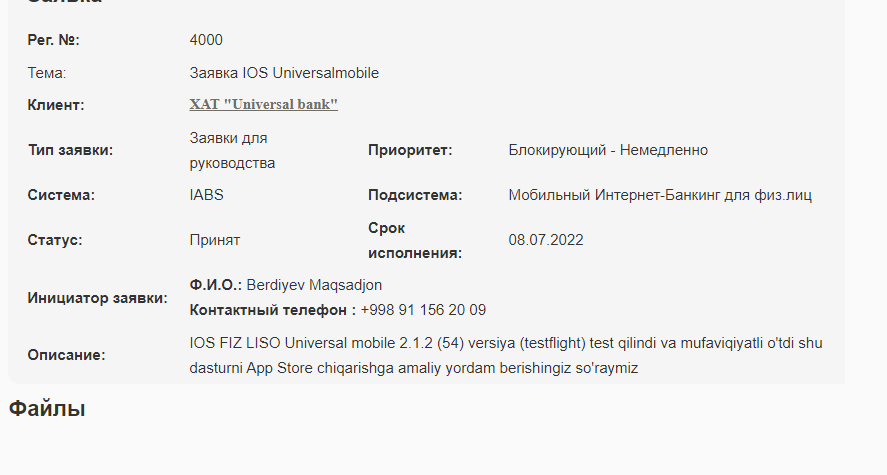 Заявка
Рег. №: 4000
Тема: Заявка IOS Universalmobile
Клиент: ХАТ "Universal bank"
Тип заявки: Заявки для руководства Приоритет: Блокирующий - Немедленно
Система: IABS Подсистема: Мобильный Интернет-Банкинг для физ.лиц
Статус: Принят Срок исполнения: 08.07.2022
Инициатор заявки: Ф.И.О.: Berdiyev Maqsadjon
Контактный телефон : +998 91 156 20 09
Описание: IOS FIZ LISO Universal mobile 2.1.2 (54) versiya (testflight) test qilindi va mufaviqiyatli o'tdi shu
dasturni App Store chiqarishga amaliy yordam berishingiz so'raymiz
Файлы